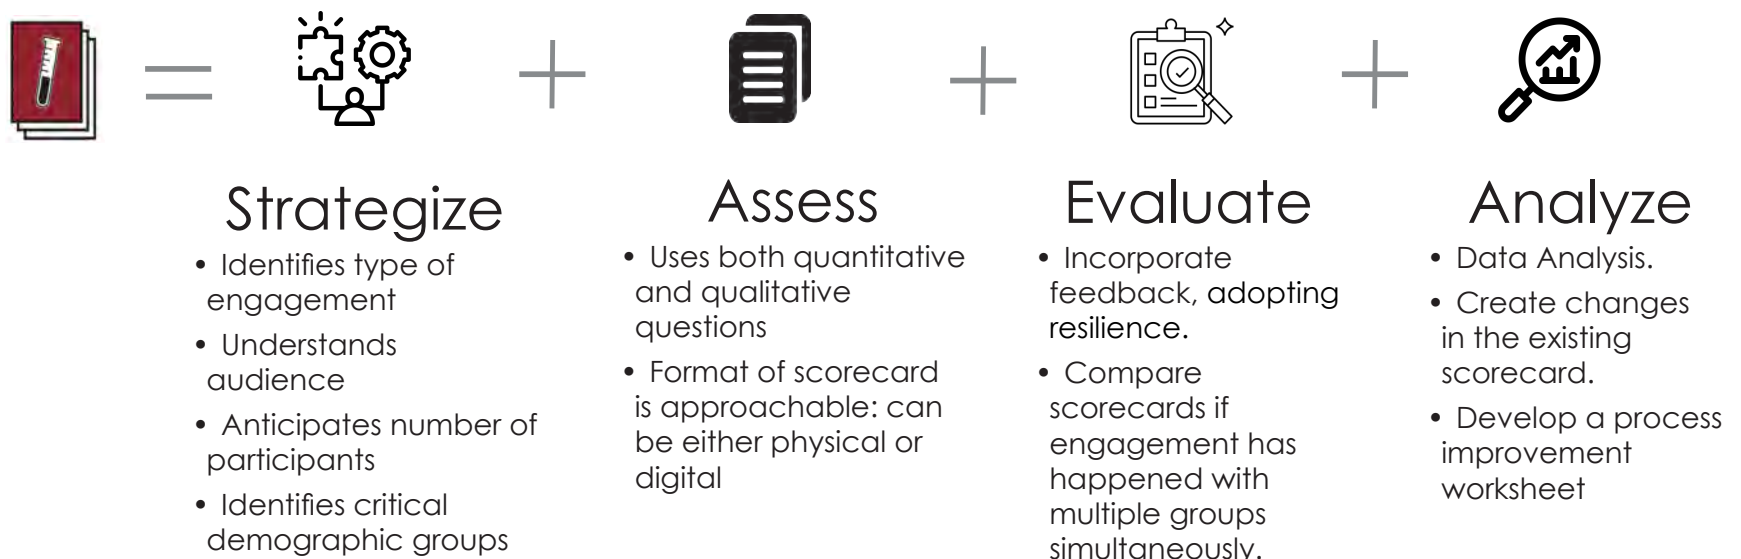 Strategize
• Identifies type of
engagement
• Understands
audience
• Anticipates number of
participants
• Identifies critical
demographic groups
Assess
• Uses both quantitative
and qualitative
questions
• Format of scorecard
is approachable: can
be either physical or
digital
Evaluate
• Incorporate
feedback, adopting
resilience.
• Compare
scorecards if
engagement has
happened with
multiple groups
simultaneously.
Analyze
• Data Analysis.
• Create changes
in the existing
scorecard.
• Develop a process
improvement
worksheet